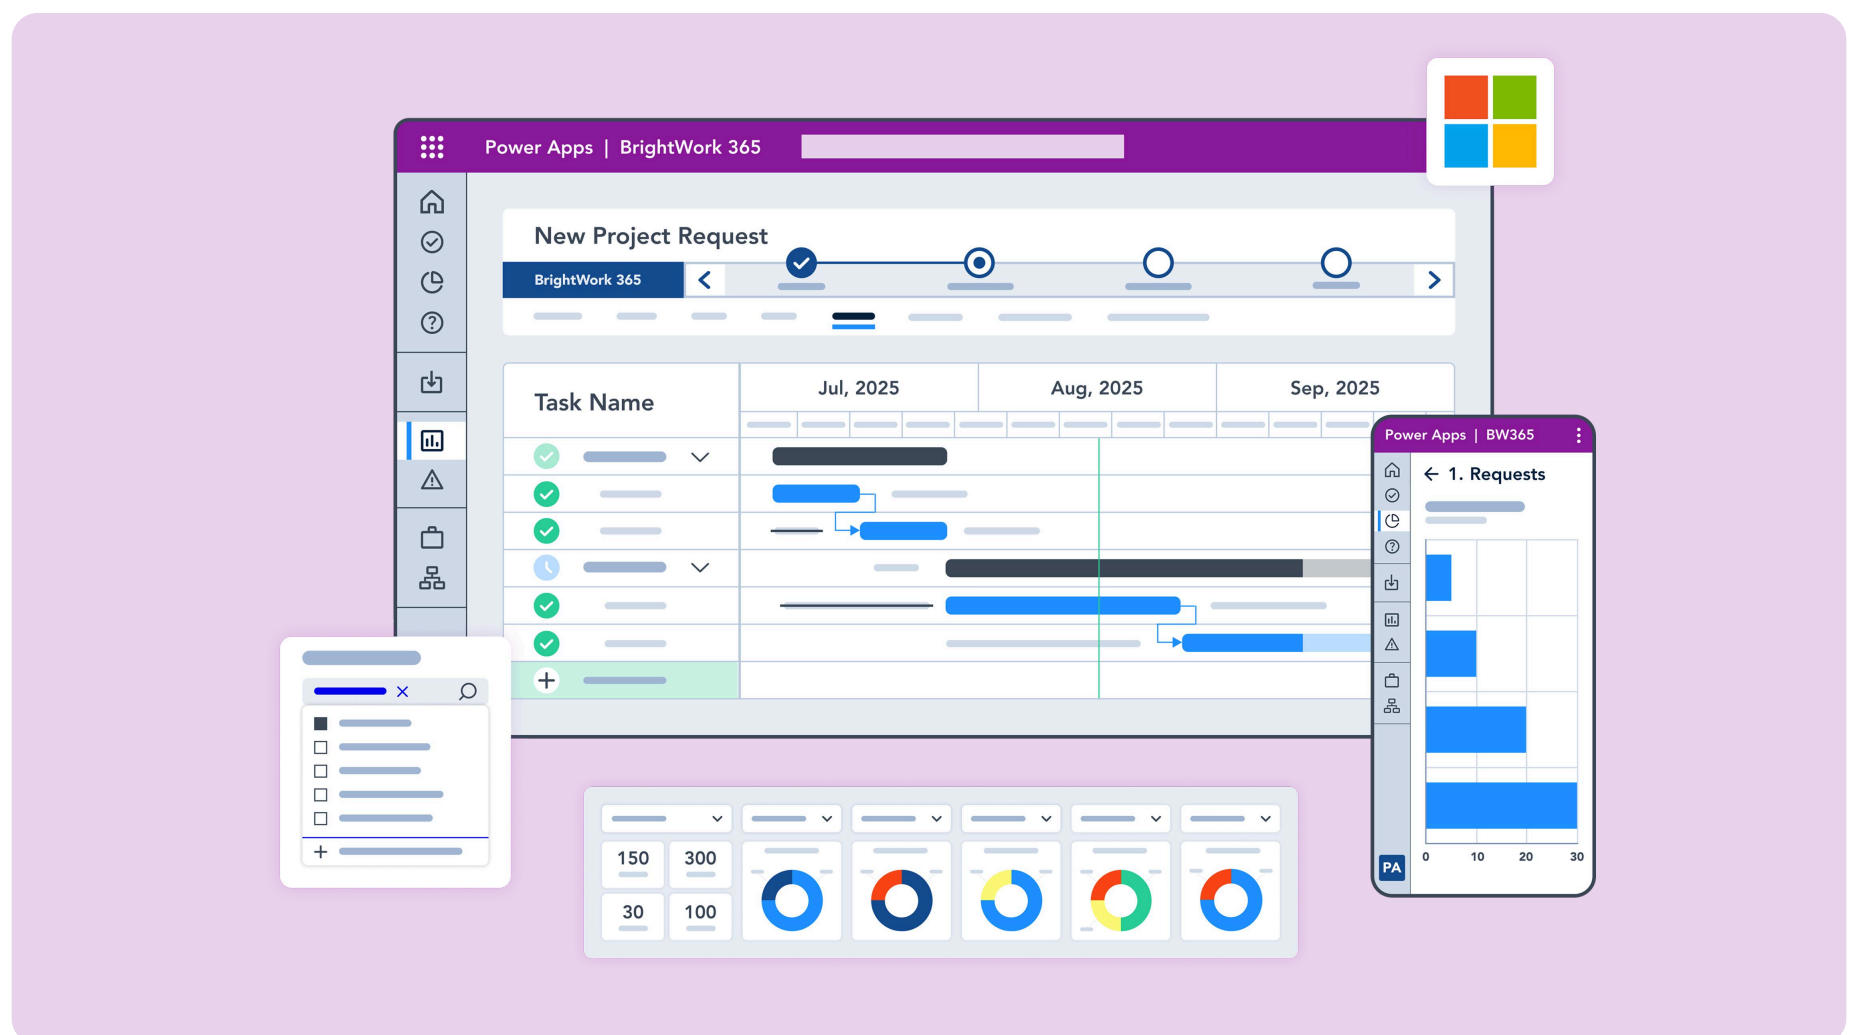 Power Apps | BrightWork 365
New Project Request
BrightWork 365
Task Name
Jul, 2025
Aug, 2025
Sep, 2025
Power Apps | BW365
1. Requests
0 10 20 30
PA
150 300
30 100